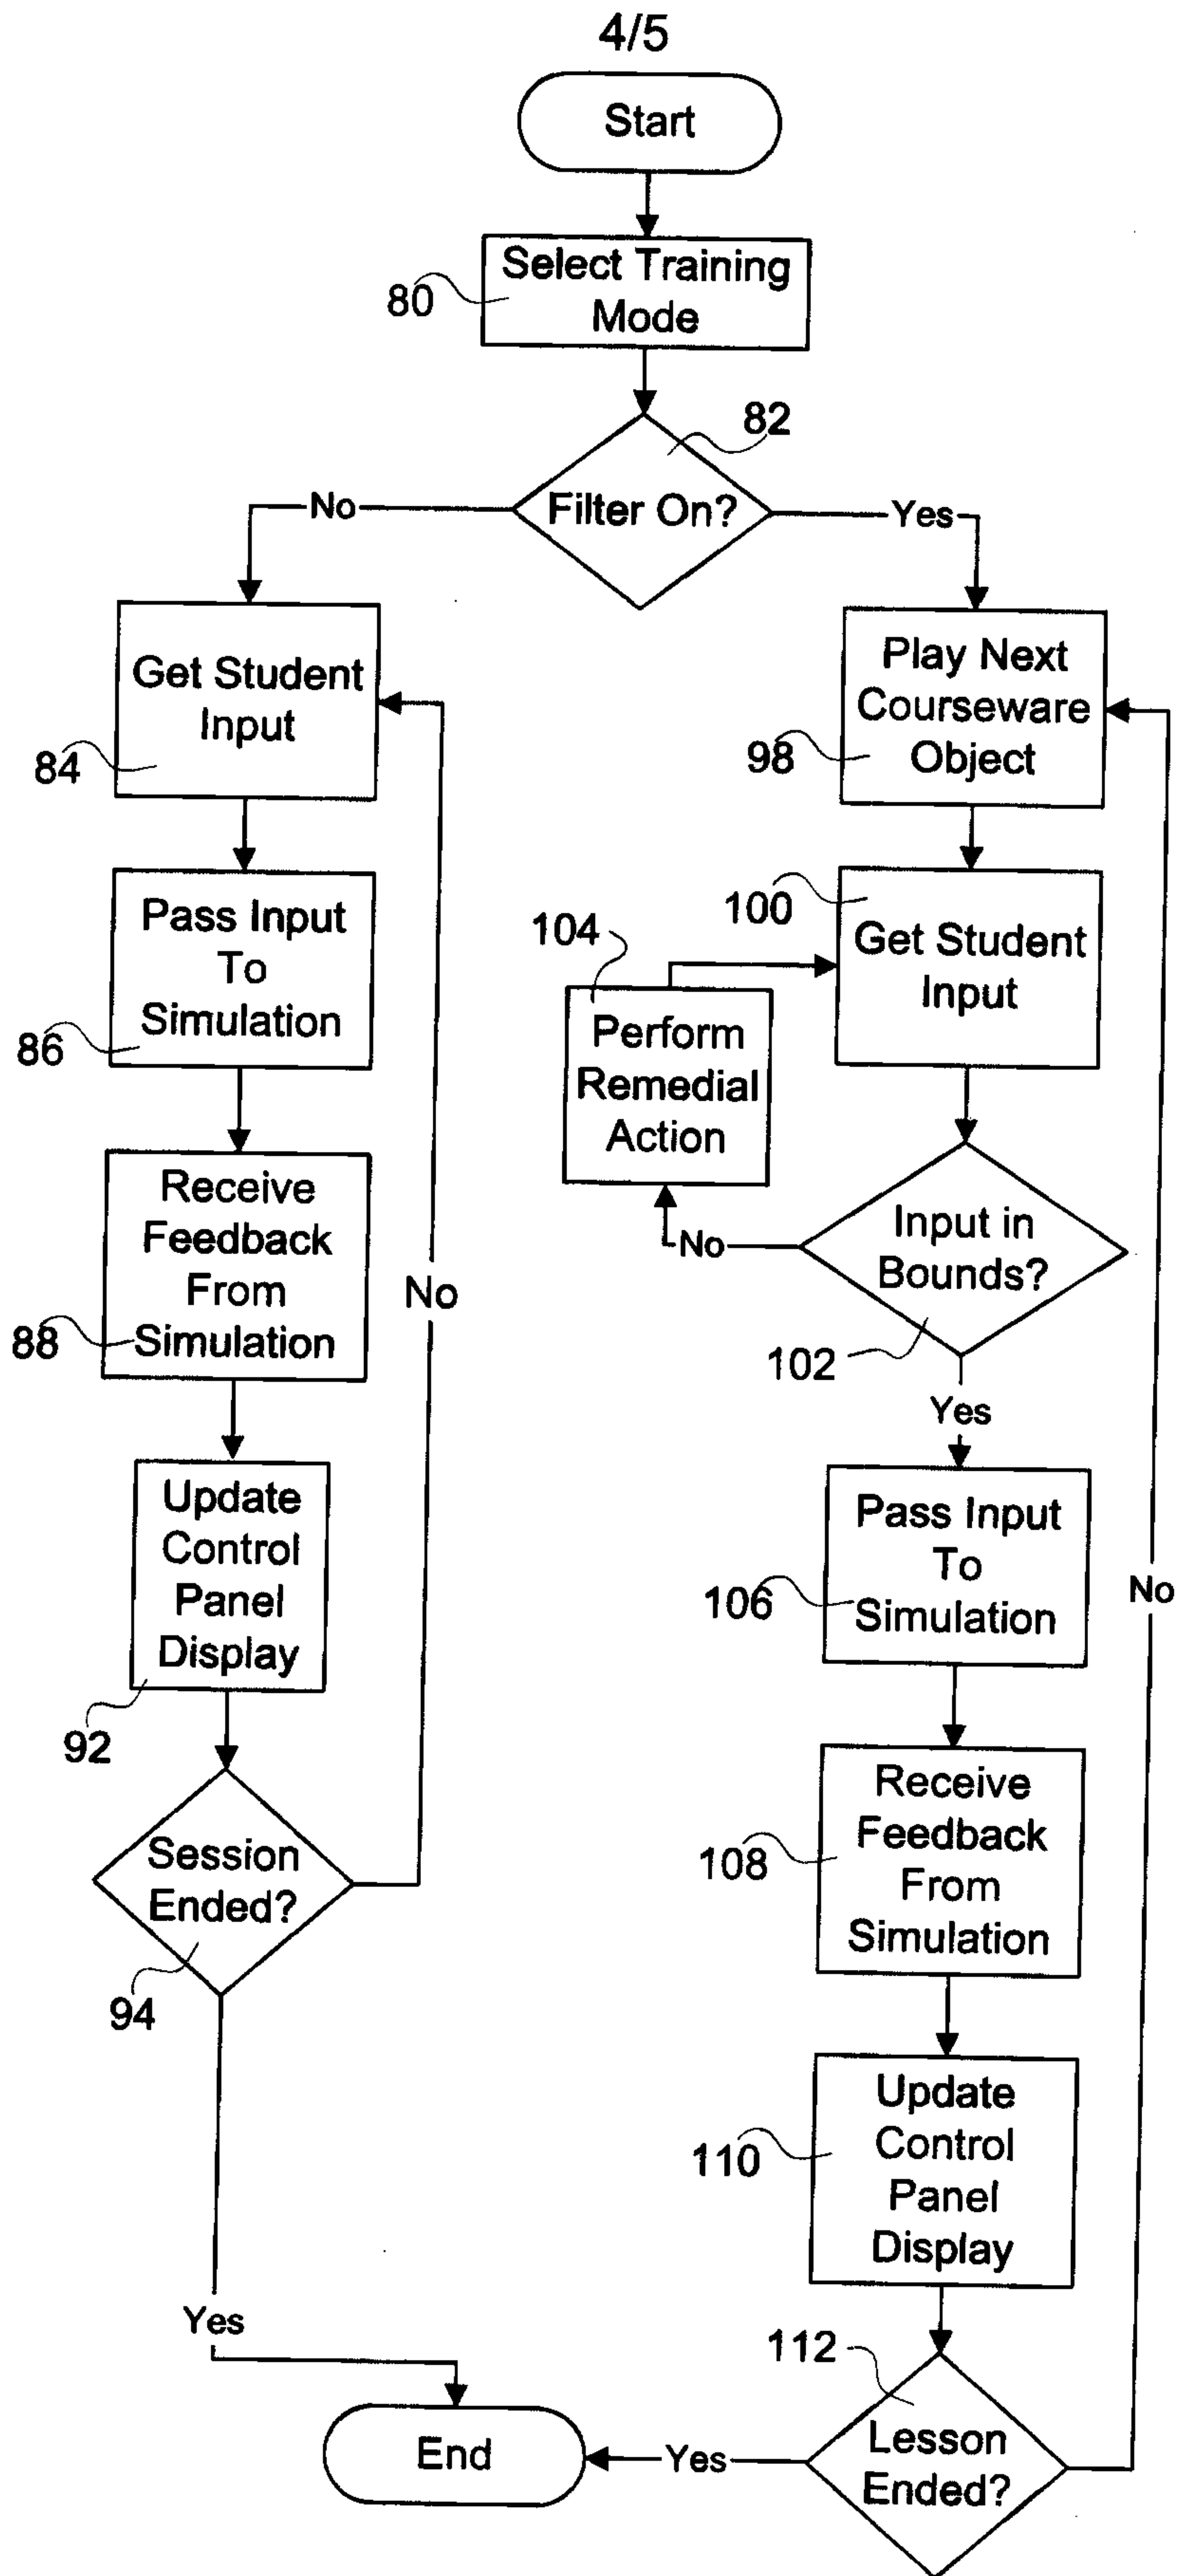 4/5
Start
Select Training
Mode
80
82
Filter On?
No
Yes
Get Student
Input
84
Pass Input
To
Simulation
86
Receive
Feedback
From
Simulation
88
No
Update
Control
Panel
Display
92
Session
Ended?
94
Yes
End
Play Next
Courseware
Object
98
100
Get Student
Input
104
Perform
Remedial
Action
No
Input in
Bounds?
102
Yes
Pass Input
To
Simulation
106
No
Receive
Feedback
From
Simulation
108
Update
Control
Panel
Display
110
112
Lesson
Ended?
Yes